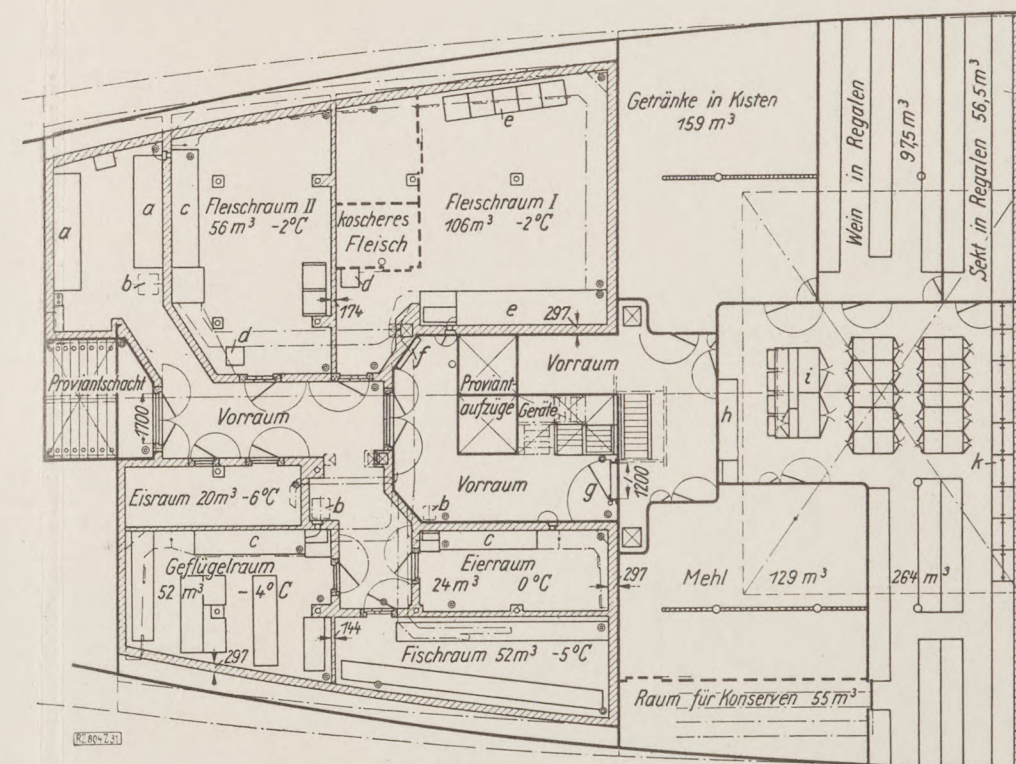 Getränke in Kisten
159 m³
Wein in Regalen
97,5 m³
Sekt in Regalen 56,5 m³
e
a
a
c
Fleischraum II
56 m³ -2°C
koscheres
Fleisch
Fleischraum I
106 m³ -2°C
b
d
174
e
297
d
f
Vorraum
Proviantschacht
1700
Vorraum
Proviant-
aufzüge
Geräte
h
i
k
Vorraum
g
1200
Eisraum 20 m³ -6°C
b
b
c
c
Geflügelraum
52 m³ -4°C
Eierraum
24 m³ 0°C
297
Mehl 129 m³
264 m³
144
297
Fischraum 52 m³ -5°C
Raum für Konserven 55 m³
RZ 804 Z 31